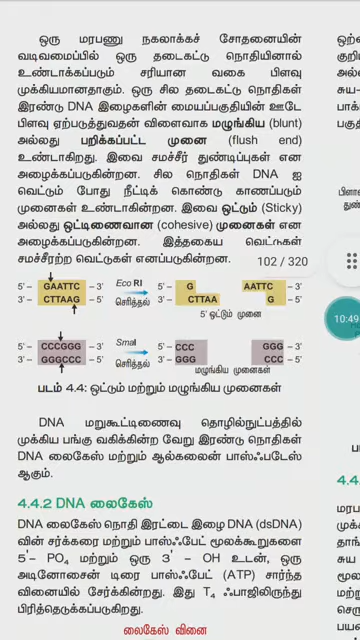 ஒரு மரபணு நகலாக்கச் சோதனையின்
வடிவமைப்பில் ஒரு தடைகட்டு நொதியினால்
உண்டாக்கப்படும் சரியான வகை பிளவு
முக்கியமானதாகும். ஒரு சில தடைகட்டு நொதிகள்
இரண்டு DNA இழைகளின் மையப்பகுதியின் ஊடே
பிளவு ஏற்படுத்துவதன் விளைவாக மழுங்கிய (blunt)
அல்லது பறிக்கப்பட்ட முனை (flush end)
உண்டாகிறது. இவை சமச்சீர் துண்டிப்புகள் என
அழைக்கப்படுகின்றன. சில நொதிகள் DNA ஐ
வெட்டும் போது நீட்டிக் கொண்டு காணப்படும்
முனைகள் உண்டாகின்றன. இவை ஒட்டும் (Sticky)
அல்லது ஒட்டிணைவான (cohesive) முனைகள் என
அழைக்கப்படுகின்றன. இத்தகைய வெட்டுகள்
சமச்சீரற்ற வெட்டுகள் எனப்படுகின்றன.
102 / 320
5' – GAATTC – 3' Eco RI G AATTC
3' – CTTAAG – 5' செரித்தல் CTTAA G
5' ஒட்டும் முனை
5' – CCCGGG – 3' SmaI 5' – CCC GGG – 3'
3' – GGGCCC – 5' செரித்தல் 3' – GGG CCC – 5'
மழுங்கிய முனைகள்
படம் 4.4: ஒட்டும் மற்றும் மழுங்கிய முனைகள்
DNA மறுகூட்டிணைவு தொழில்நுட்பத்தில்
முக்கிய பங்கு வகிக்கின்ற வேறு இரண்டு நொதிகள்
DNA லைகேஸ் மற்றும் ஆல்கலைன் பாஸ்ஃபடேஸ்
ஆகும்.
4.4.2 DNA லைகேஸ்
DNA லைகேஸ் நொதி இரட்டை இழை DNA (dsDNA)
வின் சர்க்கரை மற்றும் பாஸ்ஃபேட் மூலக்கூறுகளை
5′- PO₄ மற்றும் ஒரு 3′ – OH உடன், ஒரு
அடினோசைன் டிரை பாஸ்ஃபேட் (ATP) சார்ந்த
வினையில் சேர்க்கின்றது. இது T₄ ஃபாஜிலிருந்து
பிரித்தெடுக்கப்படுகிறது.
லைகேஸ் வினை
10:49